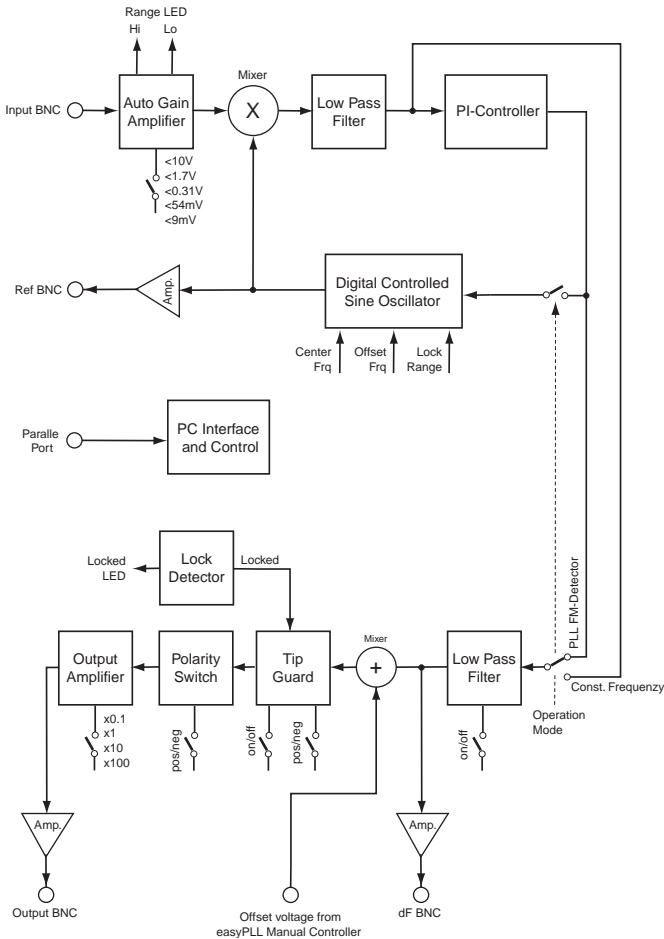 Range LED
Hi Lo
Input BNC
Auto Gain
Amplifier
Mixer
X
Low Pass
Filter
PI-Controller
<10V
<1.7V
<0.31V
<54mV
<9mV
Ref BNC
Amp.
Digital Controlled
Sine Oscillator
Center
Frq
Offset
Frq
Lock
Range
Paralle
Port
PC Interface
and Control
Locked
LED
Lock
Detector
Locked
PLL FM-Detector
Output
Amplifier
Polarity
Switch
Tip
Guard
Mixer
+
Low Pass
Filter
Const. Frequenzy
Operation
Mode
x0.1
x1
x10
x100
pos/neg
on/off
pos/neg
on/off
Amp.
Amp.
Output BNC
Offset voltage from
easyPLL Manual Controller
dF BNC